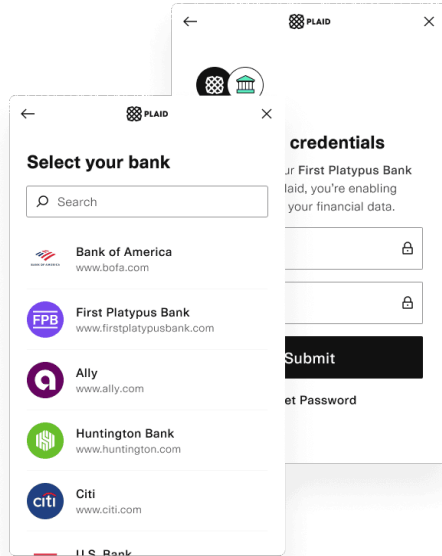 PLAID
credentials
ur First Platypus Bank
laid, you're enabling
your financial data.
Submit
et Password
PLAID
Select your bank
Search
BANK OF AMERICA
Bank of America
www.bofa.com
FPB
First Platypus Bank
www.firstplatypusbank.com
a
Ally
www.ally.com
Huntington Bank
www.huntington.com
citi
Citi
www.citi.com
U.S. Bank